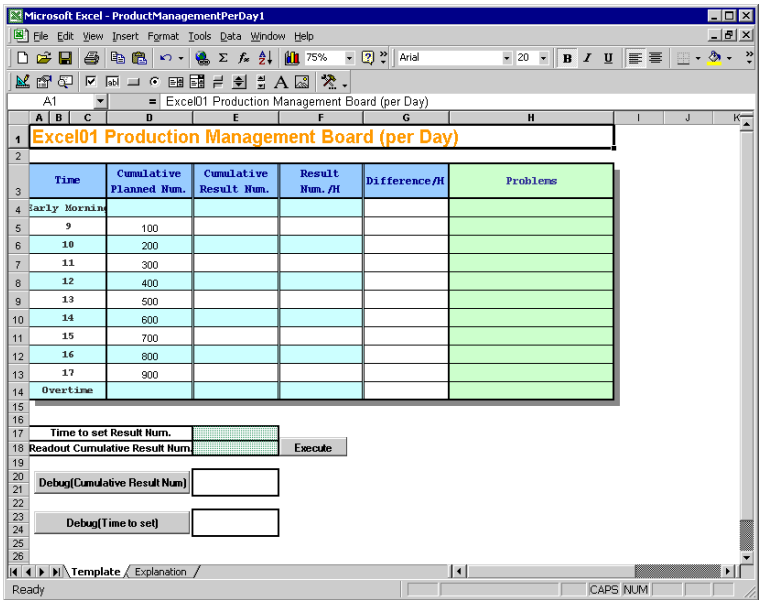 Microsoft Excel - ProductManagementPerDay1
File Edit View Insert Format Tools Data Window Help
75% Arial 20 B I U
A1 = Excel01 Production Management Board (per Day)
A B C D E F G H I J K
1 Excel01 Production Management Board (per Day)
2
3 Time Cumulative Planned Num. Cumulative Result Num. Result Num./H Difference/H Problems
4 Early Morning
5 9 100
6 10 200
7 11 300
8 12 400
9 13 500
10 14 600
11 15 700
12 16 800
13 17 900
14 Overtime
15
16
17 Time to set Result Num.
18 Readout Cumulative Result Num. Execute
19
20 Debug(Cumulative Result Num)
21
22
23 Debug(Time to set)
24
25
26
Template Explanation
Ready CAPS NUM